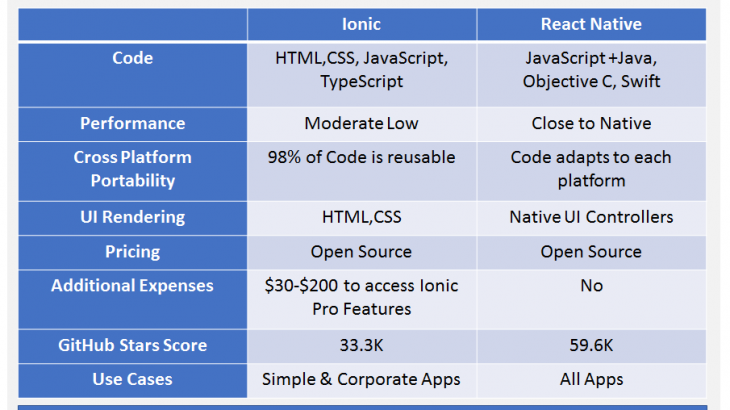 Ionic React Native
Code HTML,CSS, JavaScript, TypeScript JavaScript +Java, Objective C, Swift
Performance Moderate Low Close to Native
Cross Platform Portability 98% of Code is reusable Code adapts to each platform
UI Rendering HTML,CSS Native UI Controllers
Pricing Open Source Open Source
Additional Expenses $30-$200 to access Ionic Pro Features No
GitHub Stars Score 33.3K 59.6K
Use Cases Simple & Corporate Apps All Apps